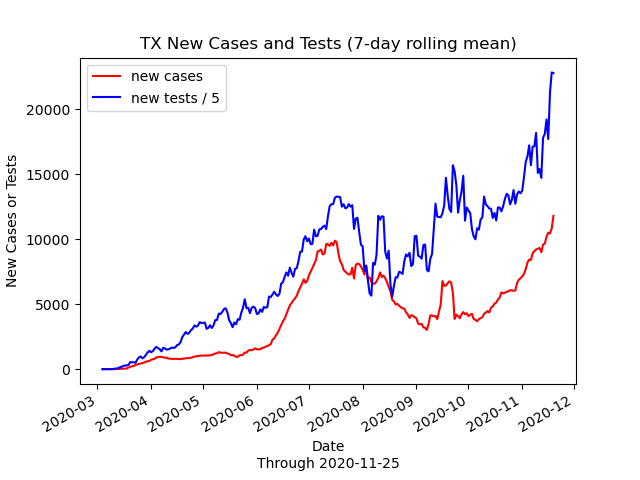 TX New Cases and Tests (7-day rolling mean)
new cases
new tests / 5
New Cases or Tests
20000
15000
10000
5000
0
2020-03
2020-04
2020-05
2020-06
2020-07
2020-08
2020-09
2020-10
2020-11
2020-12
Date
Through 2020-11-25